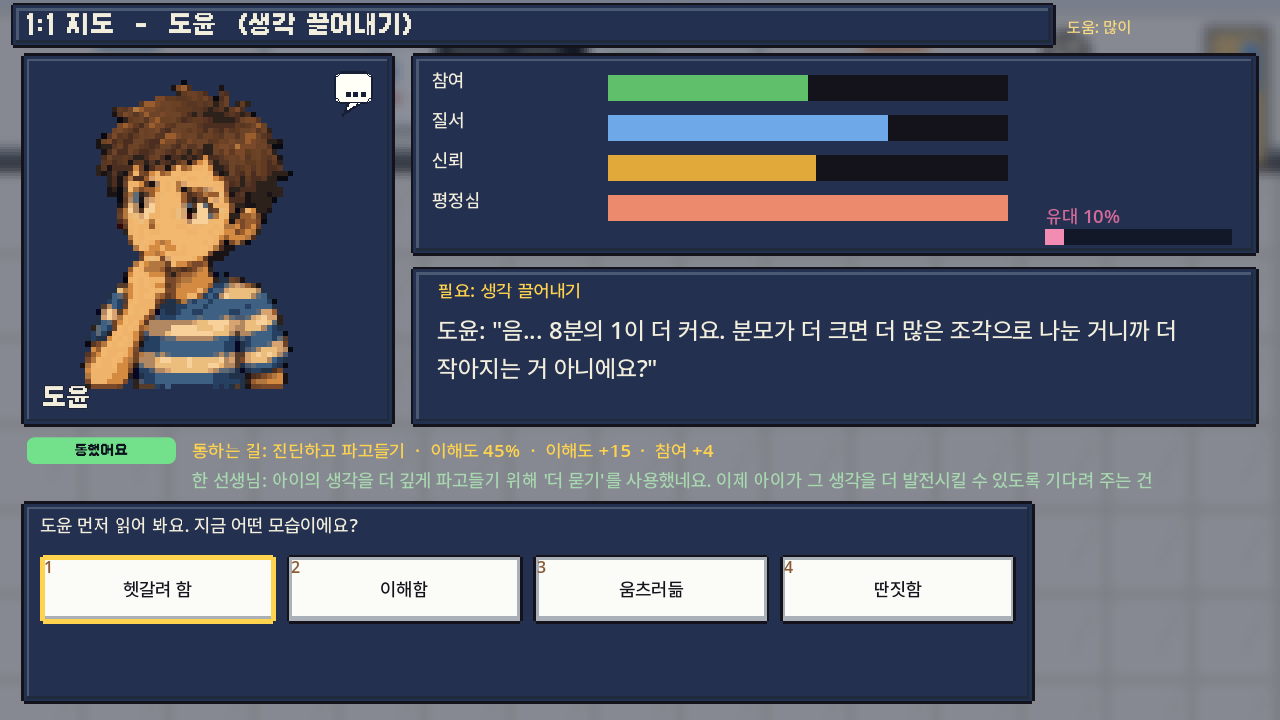 1:1 지도 - 도윤 (생각 끌어내기)
도움: 많이
...
참여
질서
신뢰
평정심
유대 10%
도윤
필요: 생각 끌어내기
도윤: "음... 8분의 1이 더 커요. 분모가 더 크면 더 많은 조각으로 나눈 거니까 더
작아지는 거 아니에요?"
통했어요
통하는 길: 진단하고 파고들기 · 이해도 45% · 이해도 +15 · 참여 +4
한 선생님: 아이의 생각을 더 깊게 파고들기 위해 '더 묻기'를 사용했네요. 이제 아이가 그 생각을 더 발전시킬 수 있도록 기다려 주는 건
도윤 먼저 읽어 봐요. 지금 어떤 모습이에요?
1 헷갈려 함
2 이해함
3 움츠러듦
4 딴짓함